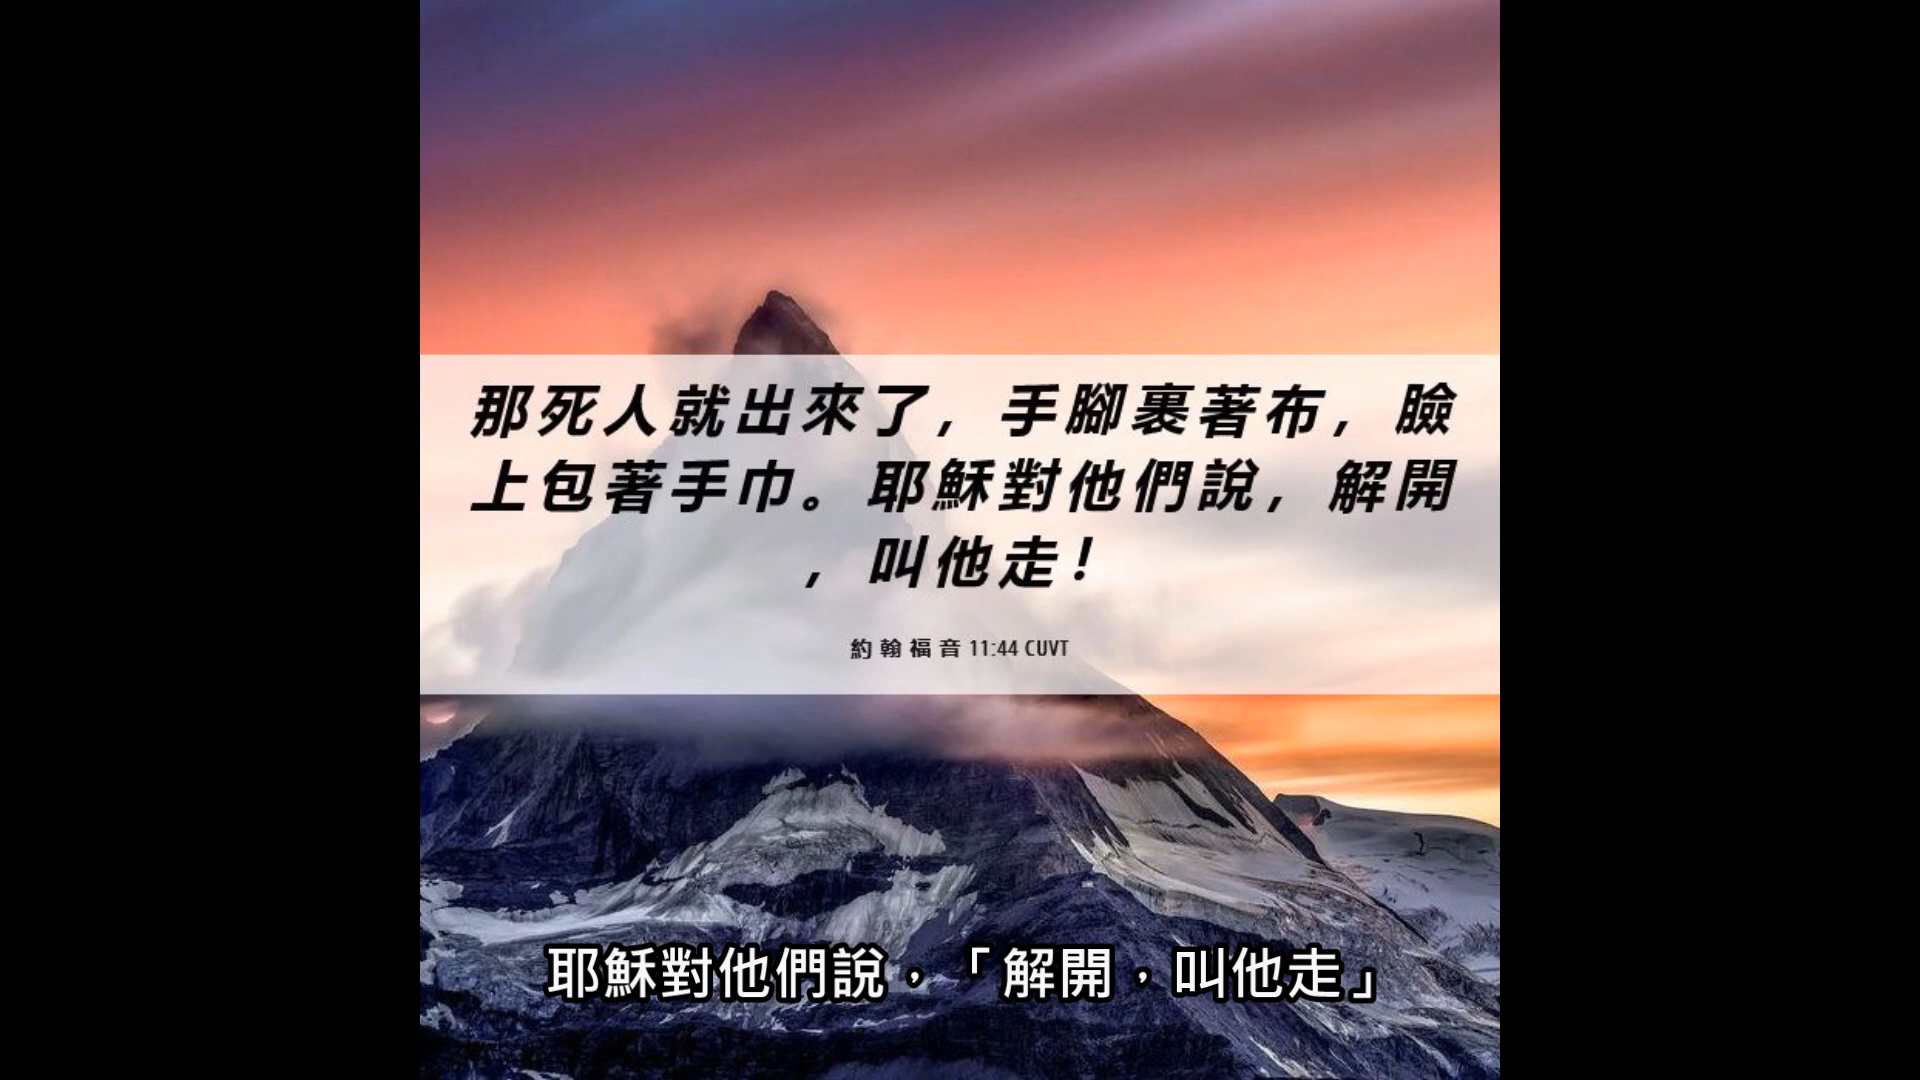 那死人就出來了，手腳裹著布，臉
上包著手巾。耶穌對他們說，解開
，叫他走！
約翰福音 11:44 CUVT
耶穌對他們說，「解開，叫他走」